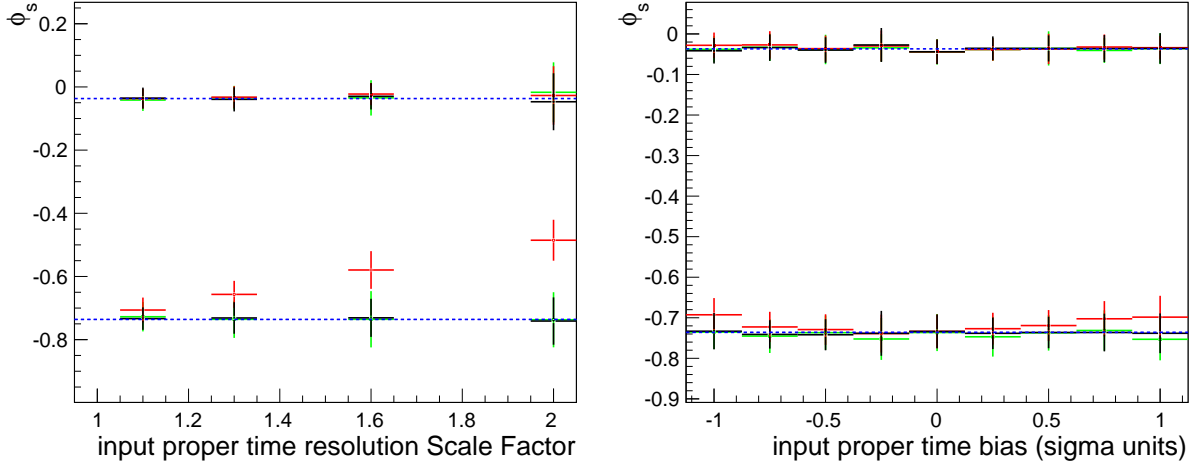 ϕs
0.2
0
-0.2
-0.4
-0.6
-0.8
1 1.2 1.4 1.6 1.8 2
input proper time resolution Scale Factor
ϕs
0
-0.1
-0.2
-0.3
-0.4
-0.5
-0.6
-0.7
-0.8
-0.9
-1 -0.5 0 0.5 1
input proper time bias (sigma units)